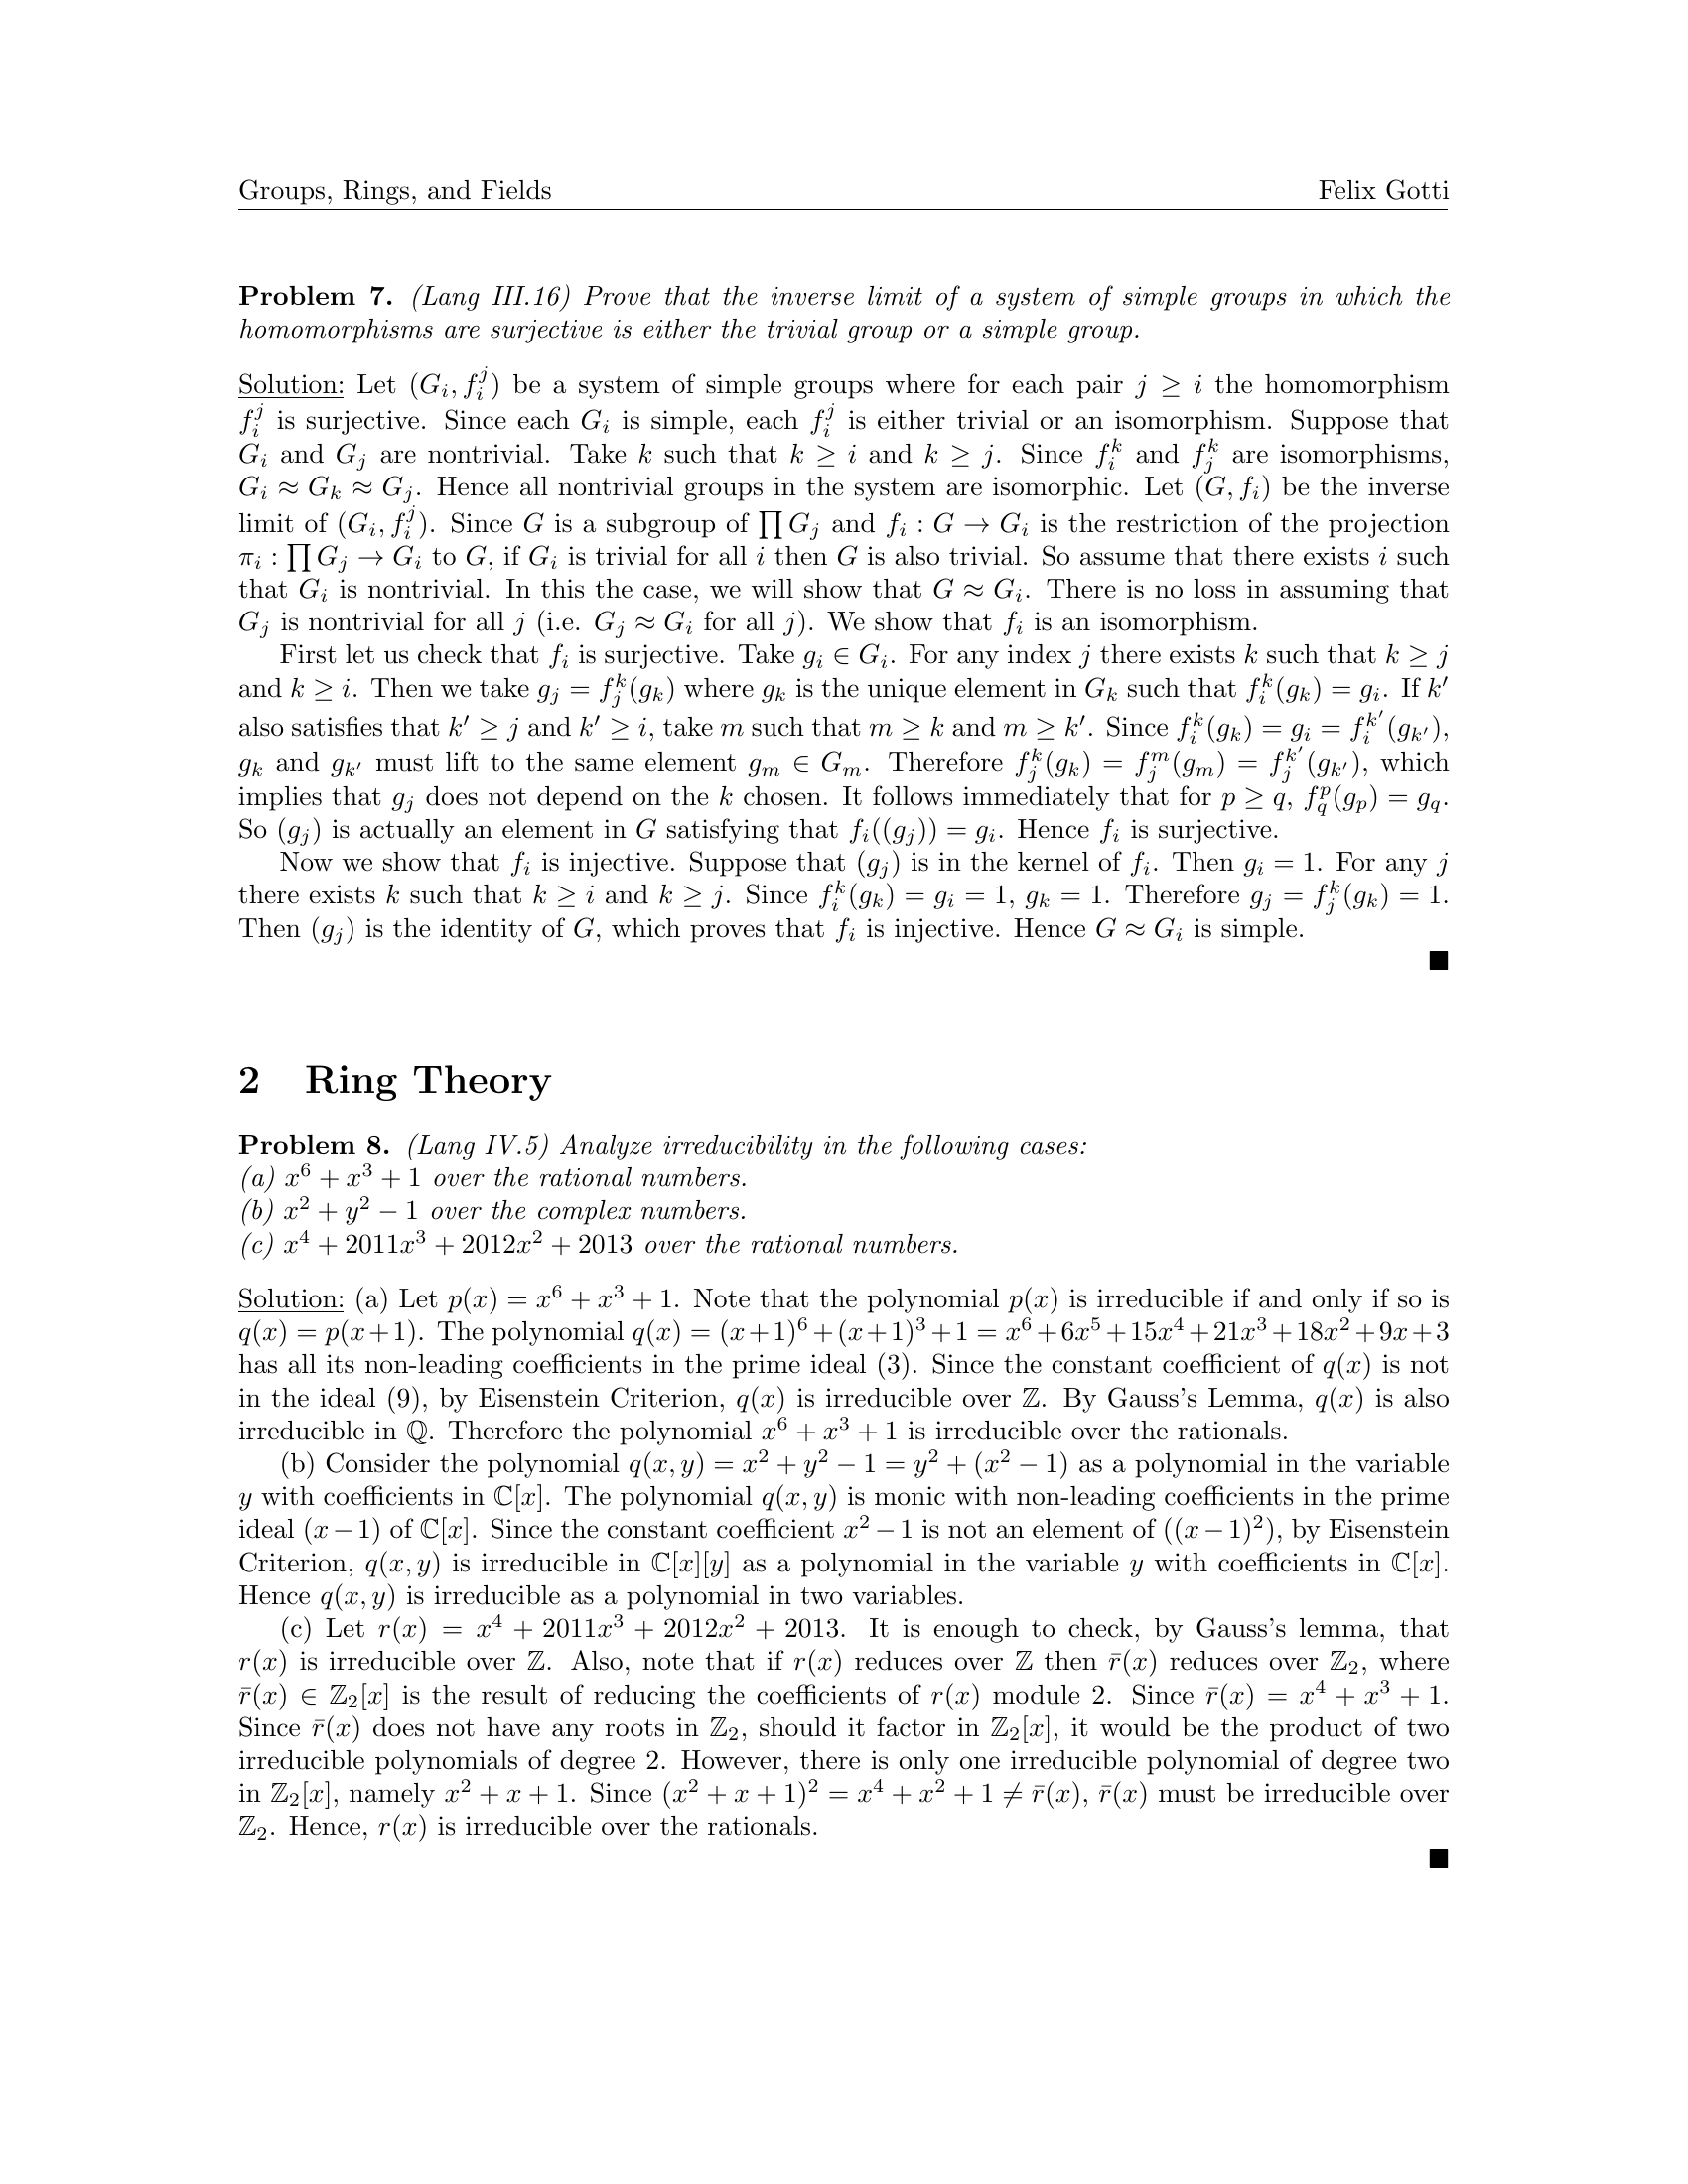 Groups, Rings, and Fields Felix Gotti
Problem 7. (Lang III.16) Prove that the inverse limit of a system of simple groups in which the
homomorphisms are surjective is either the trivial group or a simple group.
Solution: Let $(G_i, f_i^j)$ be a system of simple groups where for each pair $j \geq i$ the homomorphism
$f_i^j$ is surjective. Since each $G_i$ is simple, each $f_i^j$ is either trivial or an isomorphism. Suppose that
$G_i$ and $G_j$ are nontrivial. Take $k$ such that $k \geq i$ and $k \geq j$. Since $f_i^k$ and $f_j^k$ are isomorphisms,
$G_i \approx G_k \approx G_j$. Hence all nontrivial groups in the system are isomorphic. Let $(G, f_i)$ be the inverse
limit of $(G_i, f_i^j)$. Since $G$ is a subgroup of $\prod G_j$ and $f_i : G \to G_i$ is the restriction of the projection
$\pi_i : \prod G_j \to G_i$ to $G$, if $G_i$ is trivial for all $i$ then $G$ is also trivial. So assume that there exists $i$ such
that $G_i$ is nontrivial. In this the case, we will show that $G \approx G_i$. There is no loss in assuming that
$G_j$ is nontrivial for all $j$ (i.e. $G_j \approx G_i$ for all $j$). We show that $f_i$ is an isomorphism.
First let us check that $f_i$ is surjective. Take $g_i \in G_i$. For any index $j$ there exists $k$ such that $k \geq j$
and $k \geq i$. Then we take $g_j = f_j^k(g_k)$ where $g_k$ is the unique element in $G_k$ such that $f_i^k(g_k) = g_i$. If $k'$
also satisfies that $k' \geq j$ and $k' \geq i$, take $m$ such that $m \geq k$ and $m \geq k'$. Since $f_i^k(g_k) = g_i = f_i^{k'}(g_{k'})$,
$g_k$ and $g_{k'}$ must lift to the same element $g_m \in G_m$. Therefore $f_j^k(g_k) = f_j^m(g_m) = f_j^{k'}(g_{k'})$, which
implies that $g_j$ does not depend on the $k$ chosen. It follows immediately that for $p \geq q$, $f_q^p(g_p) = g_q$.
So $(g_j)$ is actually an element in $G$ satisfying that $f_i((g_j)) = g_i$. Hence $f_i$ is surjective.
Now we show that $f_i$ is injective. Suppose that $(g_j)$ is in the kernel of $f_i$. Then $g_i = 1$. For any $j$
there exists $k$ such that $k \geq i$ and $k \geq j$. Since $f_i^k(g_k) = g_i = 1$, $g_k = 1$. Therefore $g_j = f_j^k(g_k) = 1$.
Then $(g_j)$ is the identity of $G$, which proves that $f_i$ is injective. Hence $G \approx G_i$ is simple.
■
2 Ring Theory
Problem 8. (Lang IV.5) Analyze irreducibility in the following cases:
(a) $x^6 + x^3 + 1$ over the rational numbers.
(b) $x^2 + y^2 - 1$ over the complex numbers.
(c) $x^4 + 2011x^3 + 2012x^2 + 2013$ over the rational numbers.
Solution: (a) Let $p(x) = x^6 + x^3 + 1$. Note that the polynomial $p(x)$ is irreducible if and only if so is
$q(x) = p(x+1)$. The polynomial $q(x) = (x+1)^6 + (x+1)^3 + 1 = x^6 + 6x^5 + 15x^4 + 21x^3 + 18x^2 + 9x + 3$
has all its non-leading coefficients in the prime ideal (3). Since the constant coefficient of $q(x)$ is not
in the ideal (9), by Eisenstein Criterion, $q(x)$ is irreducible over $\mathbb{Z}$. By Gauss's Lemma, $q(x)$ is also
irreducible in $\mathbb{Q}$. Therefore the polynomial $x^6 + x^3 + 1$ is irreducible over the rationals.
(b) Consider the polynomial $q(x, y) = x^2 + y^2 - 1 = y^2 + (x^2 - 1)$ as a polynomial in the variable
$y$ with coefficients in $\mathbb{C}[x]$. The polynomial $q(x, y)$ is monic with non-leading coefficients in the prime
ideal $(x - 1)$ of $\mathbb{C}[x]$. Since the constant coefficient $x^2 - 1$ is not an element of $((x - 1)^2)$, by Eisenstein
Criterion, $q(x, y)$ is irreducible in $\mathbb{C}[x][y]$ as a polynomial in the variable $y$ with coefficients in $\mathbb{C}[x]$.
Hence $q(x, y)$ is irreducible as a polynomial in two variables.
(c) Let $r(x) = x^4 + 2011x^3 + 2012x^2 + 2013$. It is enough to check, by Gauss's lemma, that
$r(x)$ is irreducible over $\mathbb{Z}$. Also, note that if $r(x)$ reduces over $\mathbb{Z}$ then $\bar{r}(x)$ reduces over $\mathbb{Z}_2$, where
$\bar{r}(x) \in \mathbb{Z}_2[x]$ is the result of reducing the coefficients of $r(x)$ module 2. Since $\bar{r}(x) = x^4 + x^3 + 1$.
Since $\bar{r}(x)$ does not have any roots in $\mathbb{Z}_2$, should it factor in $\mathbb{Z}_2[x]$, it would be the product of two
irreducible polynomials of degree 2. However, there is only one irreducible polynomial of degree two
in $\mathbb{Z}_2[x]$, namely $x^2 + x + 1$. Since $(x^2 + x + 1)^2 = x^4 + x^2 + 1 \neq \bar{r}(x)$, $\bar{r}(x)$ must be irreducible over
$\mathbb{Z}_2$. Hence, $r(x)$ is irreducible over the rationals.
■